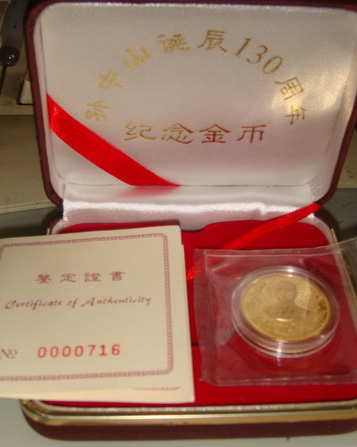 孙中山诞辰130周年
纪念金币
鉴定證書
Certificate of Authenticity
№ 0000716